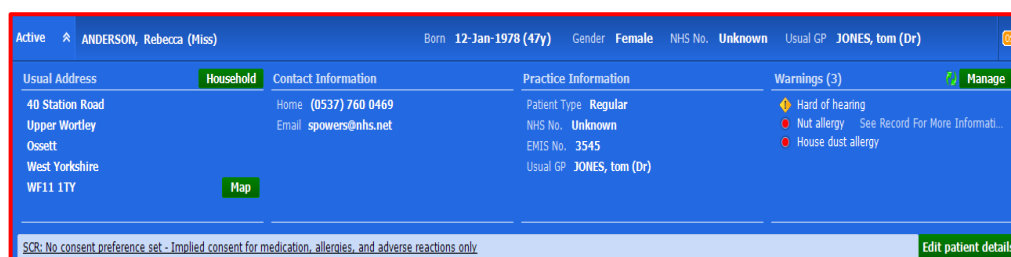 Active ANDERSON, Rebecca (Miss) Born 12-Jan-1978 (47y) Gender Female NHS No. Unknown Usual GP JONES, tom (Dr)
Usual Address Household
40 Station Road
Upper Wortley
Ossett
West Yorkshire
WF11 1TY Map
Contact Information
Home (0537) 760 0469
Email spowers@nhs.net
Practice Information
Patient Type Regular
NHS No. Unknown
EMIS No. 3545
Usual GP JONES, tom (Dr)
Warnings (3) Manage
Hard of hearing
Nut allergy See Record For More Informati...
House dust allergy
SCR: No consent preference set - Implied consent for medication, allergies, and adverse reactions only Edit patient details